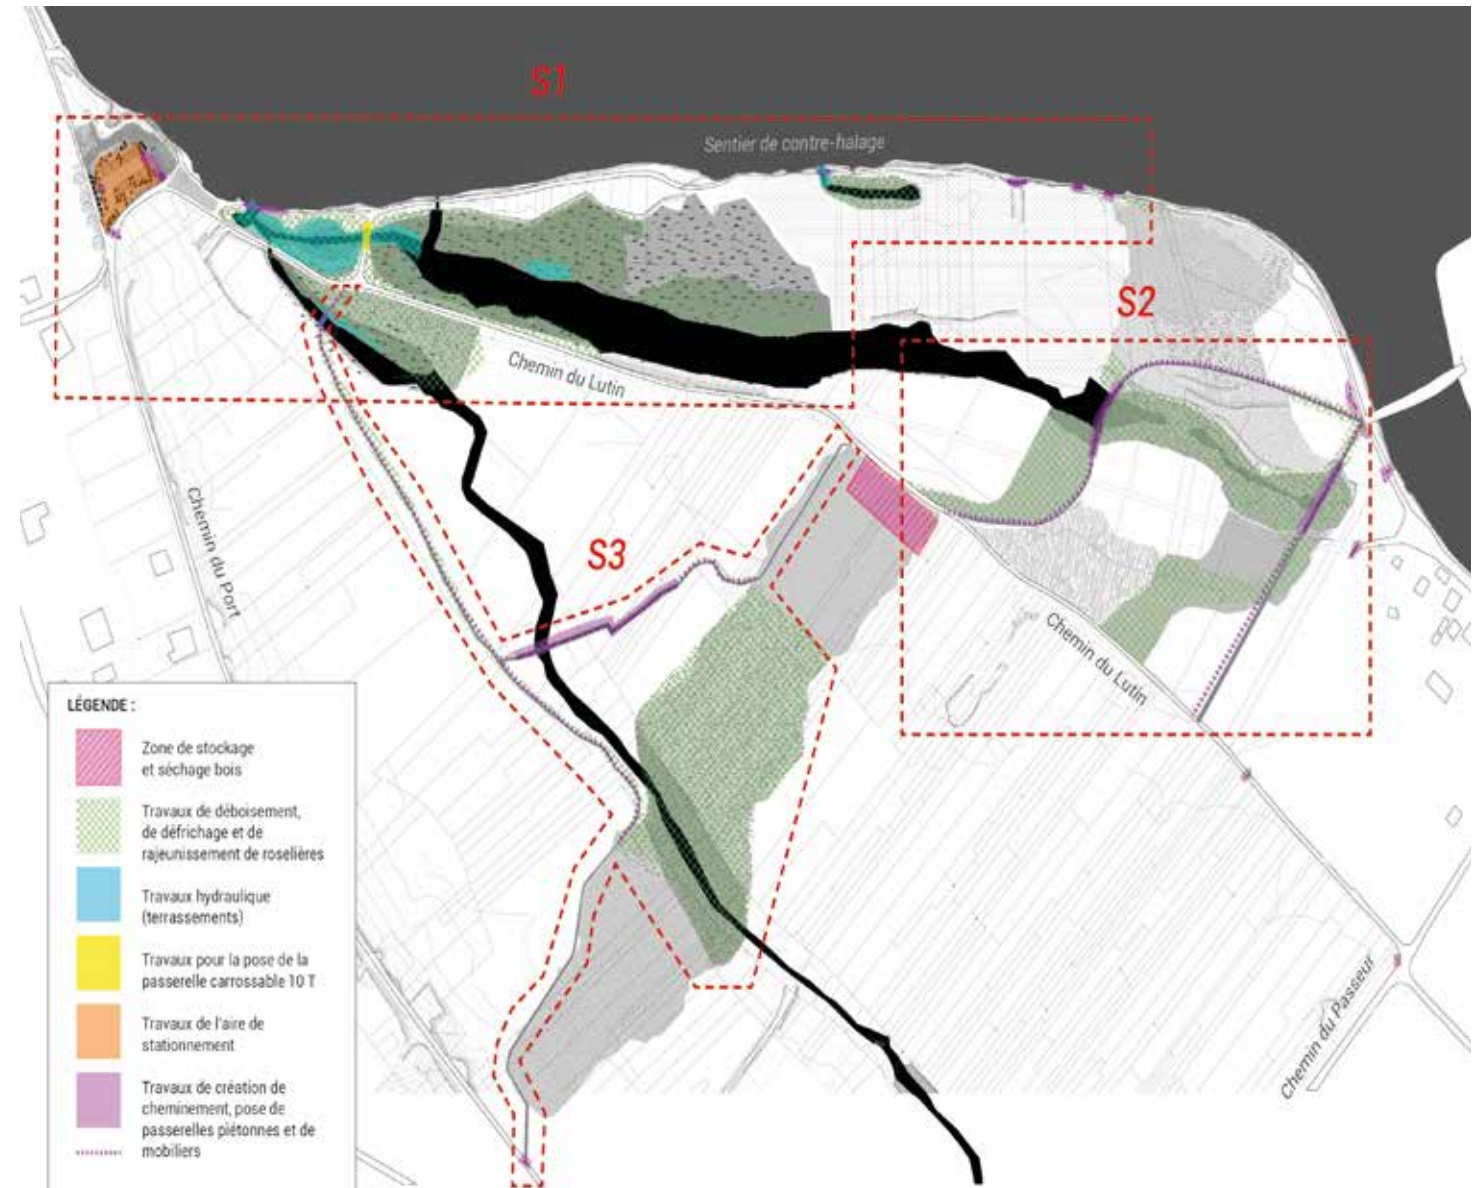 S1
Sentier de contre-halage
S2
Chemin du Lutin
Chemin du Port
S3
Chemin du Lutin
Chemin du Passeur
LÉGENDE :
Zone de stockage
et séchage bois
Travaux de déboisement,
de défrichage et de
rajeunissement de roselières
Travaux hydraulique
(terrassements)
Travaux pour la pose de la
passerelle carrossable 10 T
Travaux de l'aire de
stationnement
Travaux de création de
cheminement, pose de
passerelles piétonnes et de
mobiliers